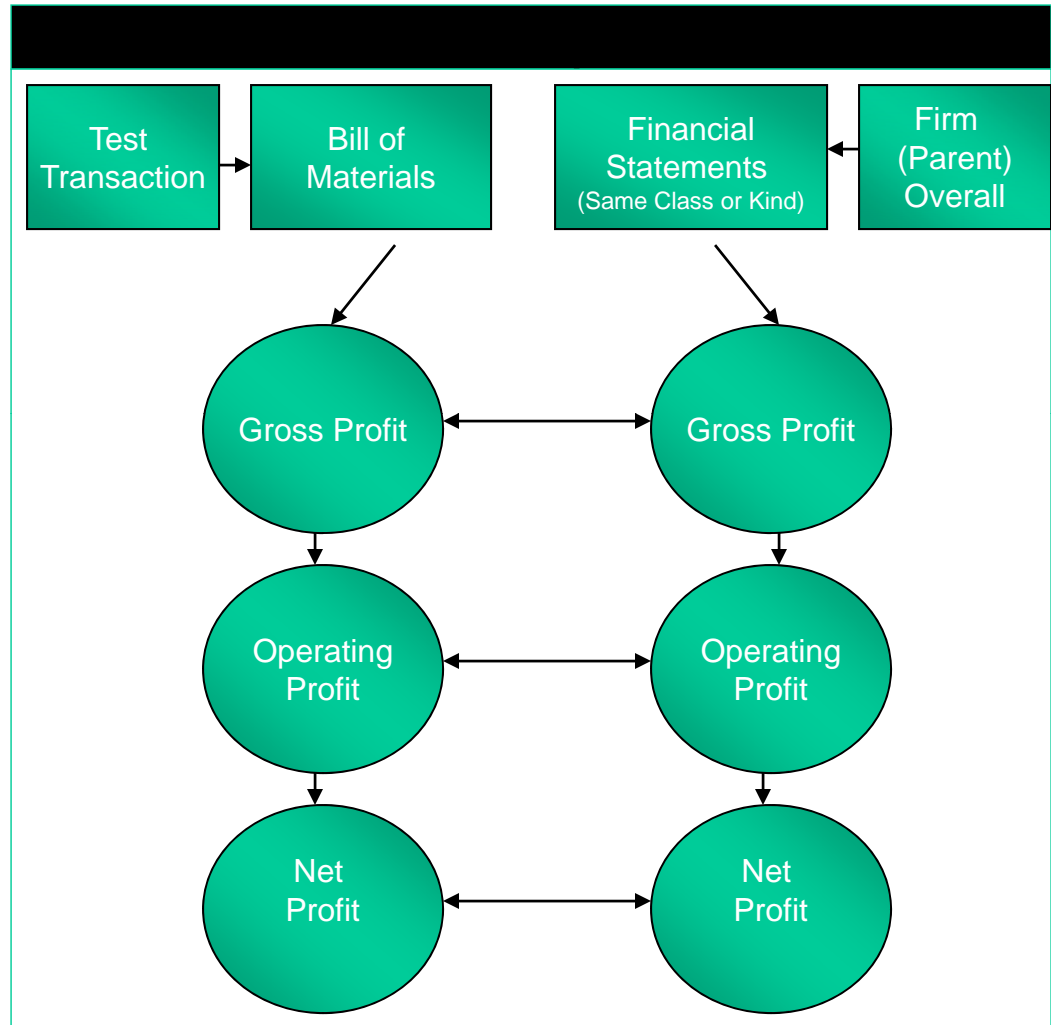 Test
Transaction
Bill of
Materials
Financial
Statements
(Same Class or Kind)
Firm
(Parent)
Overall
Gross Profit
Gross Profit
Operating
Profit
Operating
Profit
Net
Profit
Net
Profit